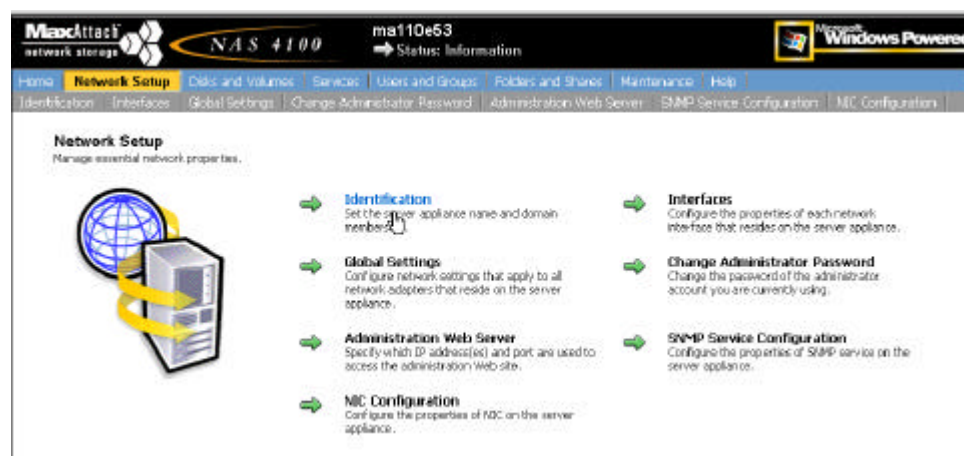 MaxAttach
network storage
NAS 4100
ma110e53
Status: Information
Microsoft
Windows Powered
Home Network Setup Disks and Volumes Services Users and Groups Folders and Shares Maintenance Help
Identification Interfaces Global Settings Change Administrator Password Administration Web Server SNMP Service Configuration NIC Configuration
Network Setup
Manage essential network properties.
Identification
Set the server appliance name and domain
Interfaces
Configure the properties of each network
interface that resides on the server appliance.
Global Settings
Configure network settings that apply to all
network adapters that reside on the server
appliance.
Change Administrator Password
Change the password of the administrator
account you are currently using.
Administration Web Server
Specify which IP address(es) and port are used to
access the administration Web site.
SNMP Service Configuration
Configure the properties of SNMP service on the
server appliance.
NIC Configuration
Configure the properties of NIC on the server
appliance.